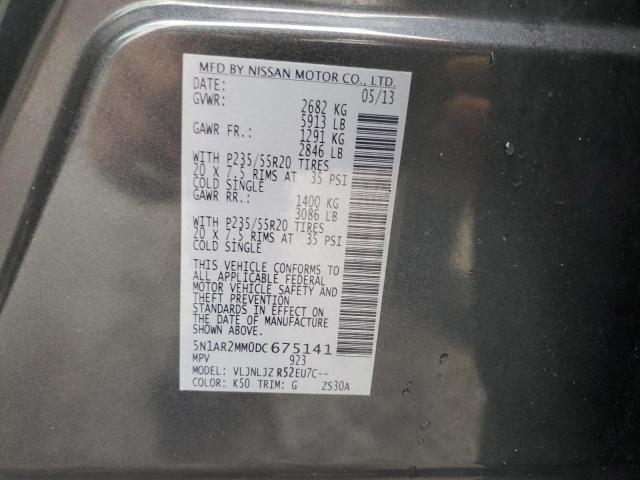 MFD BY NISSAN MOTOR CO., LTD.
DATE: 05/13
GVWR: 2682 KG
5913 LB
GAWR FR.: 1291 KG
2846 LB
WITH P235/55R20 TIRES
20 X 7.5 RIMS AT 35 PSI
COLD SINGLE
GAWR RR.: 1400 KG
3086 LB
WITH P235/55R20 TIRES
20 X 7.5 RIMS AT 35 PSI
COLD SINGLE
THIS VEHICLE CONFORMS TO
ALL APPLICABLE FEDERAL
MOTOR VEHICLE SAFETY AND
THEFT PREVENTION
STANDARDS IN EFFECT ON
THE DATE OF MANUFACTURE
SHOWN ABOVE.
5N1AR2MM0DC675141
MPV 923
MODEL: VLJNLJZ R52EU7C--
COLOR: K50 TRIM: G ZS30A